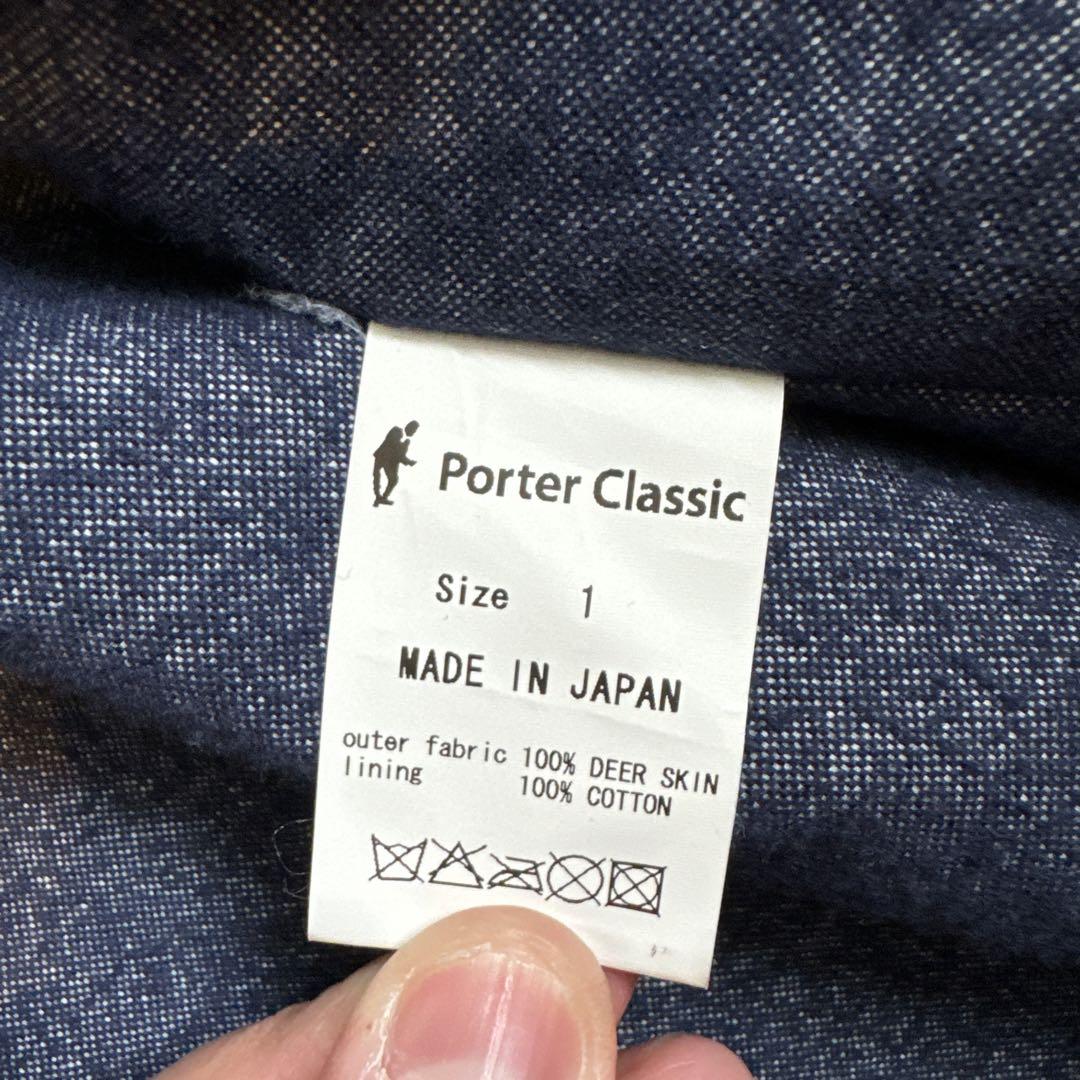 Porter Classic
Size 1
MADE IN JAPAN
outer fabric 100% DEER SKIN
lining 100% COTTON